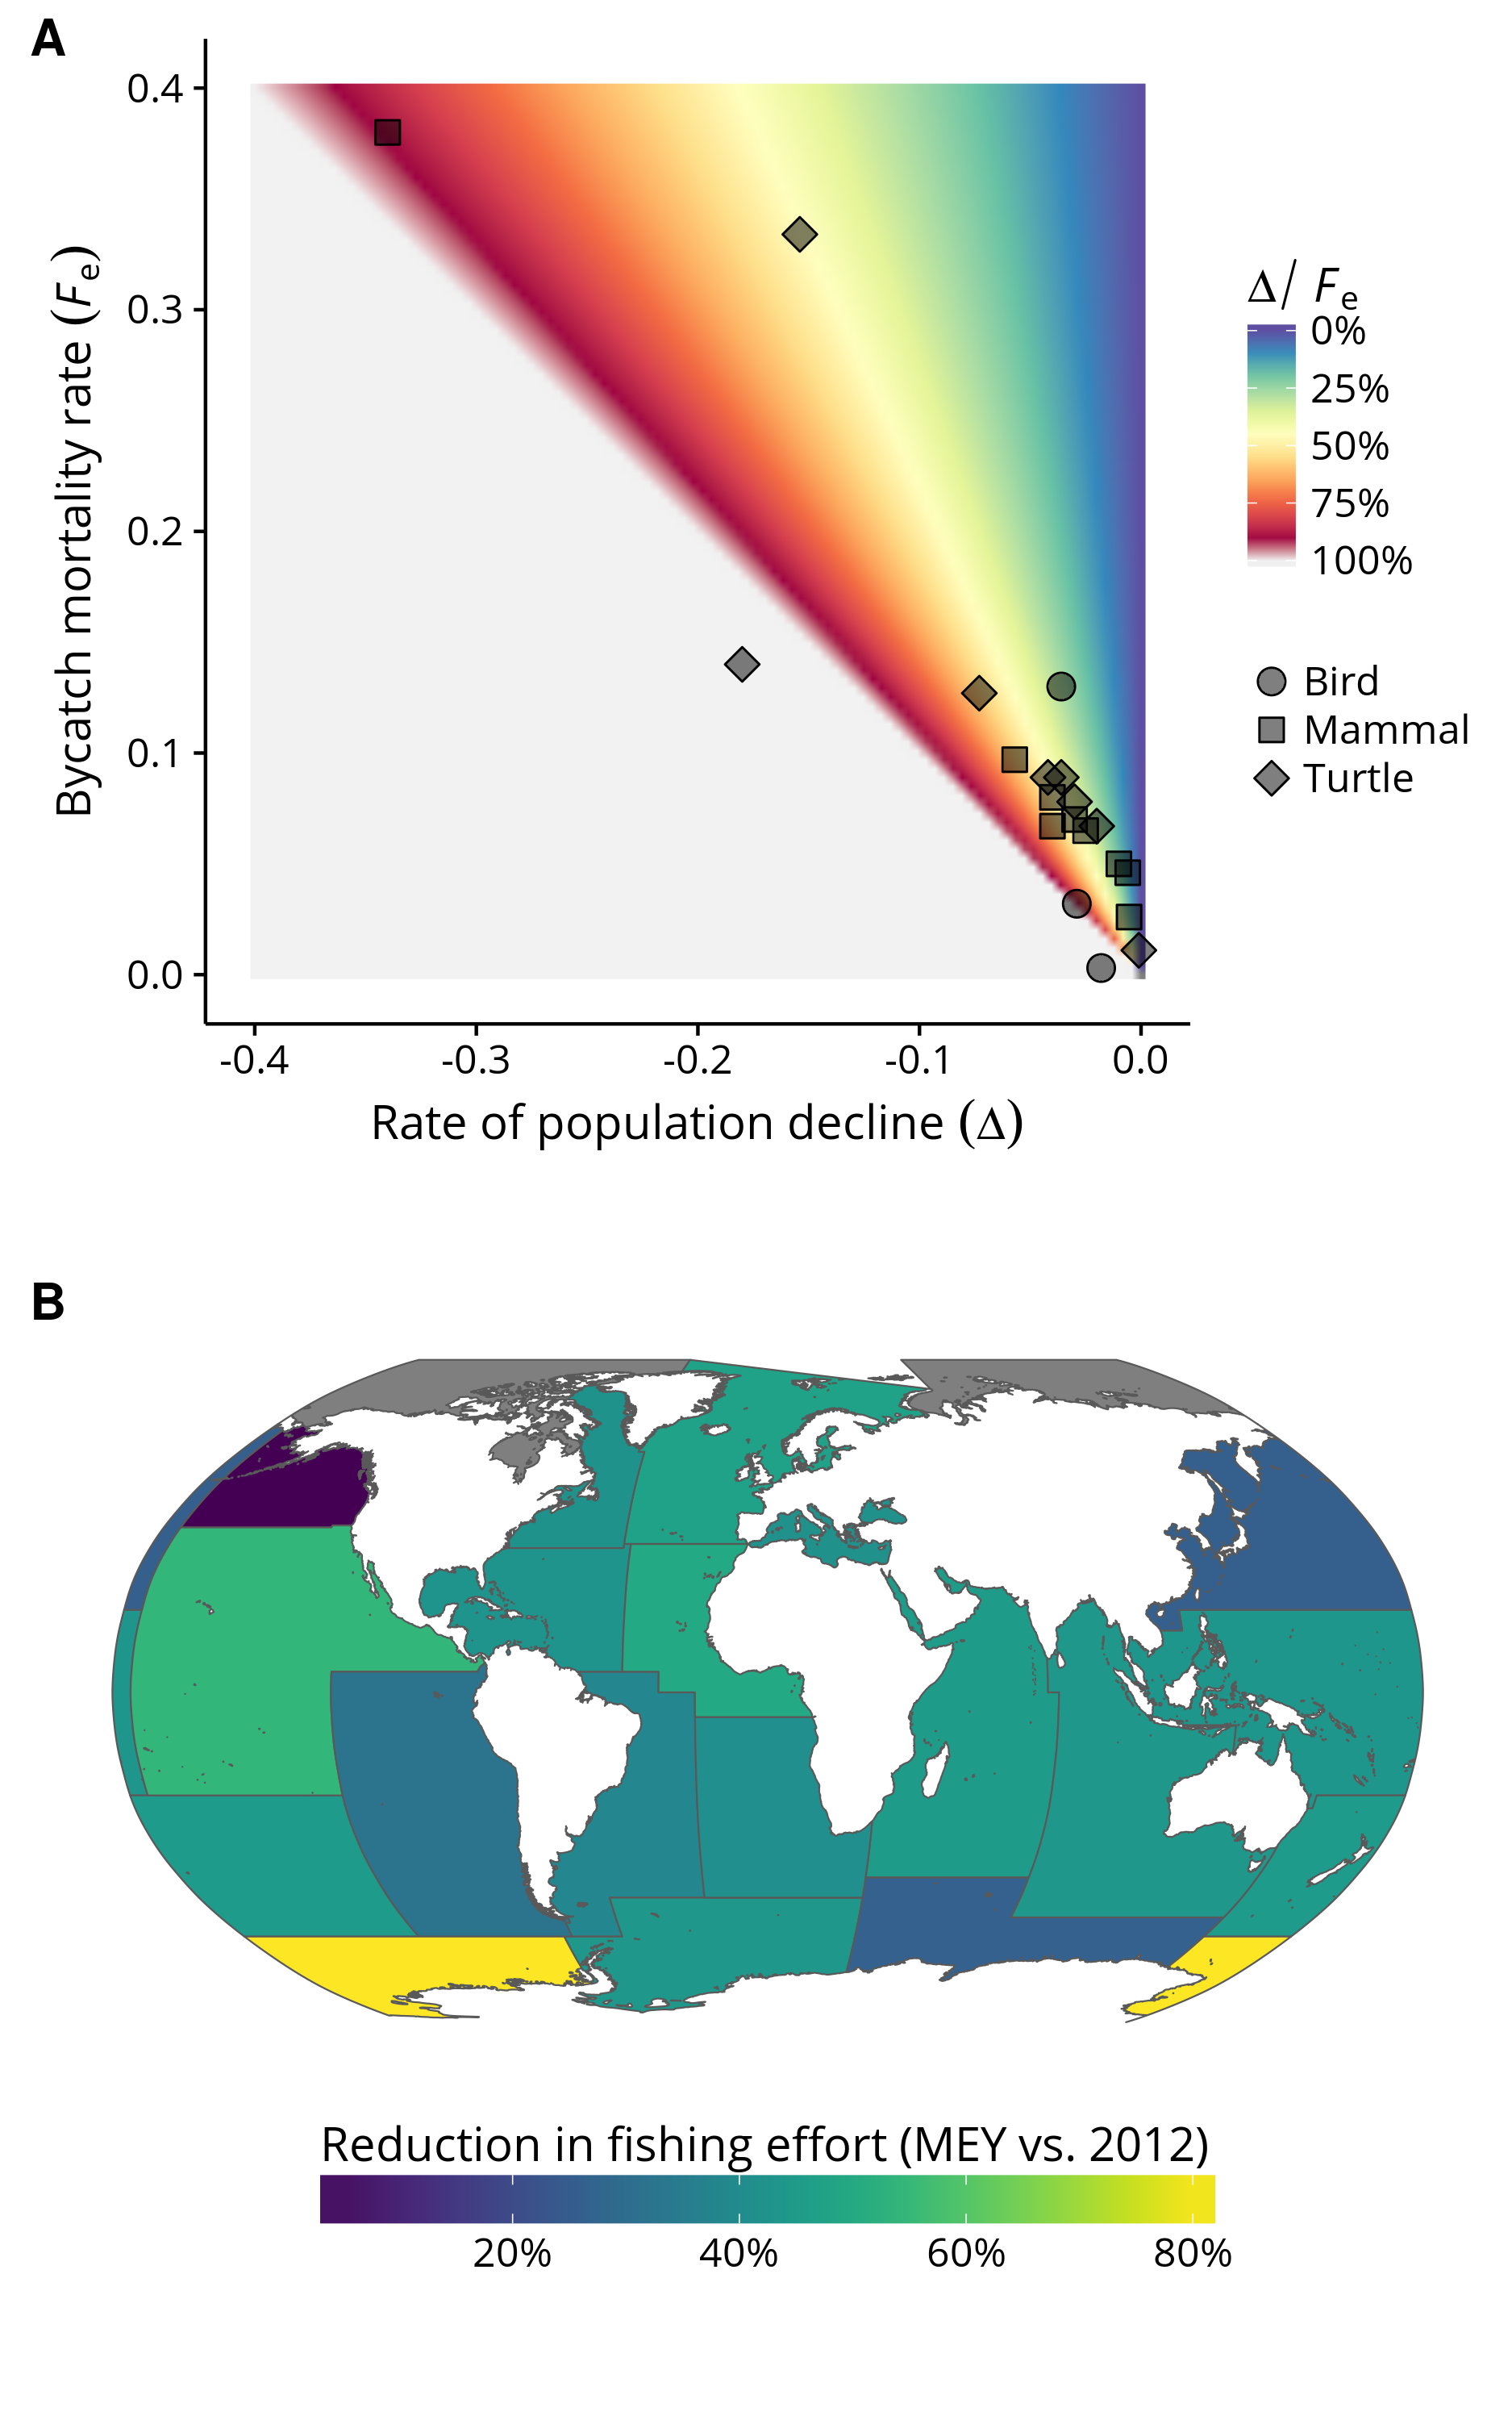 A
0.4
0.3
0.2
0.1
0.0
Bycatch mortality rate (Fe)
-0.4 -0.3 -0.2 -0.1 0.0
Rate of population decline (Δ)
Δ/ Fe
0%
25%
50%
75%
100%
Bird
Mammal
Turtle
B
Reduction in fishing effort (MEY vs. 2012)
20% 40% 60% 80%